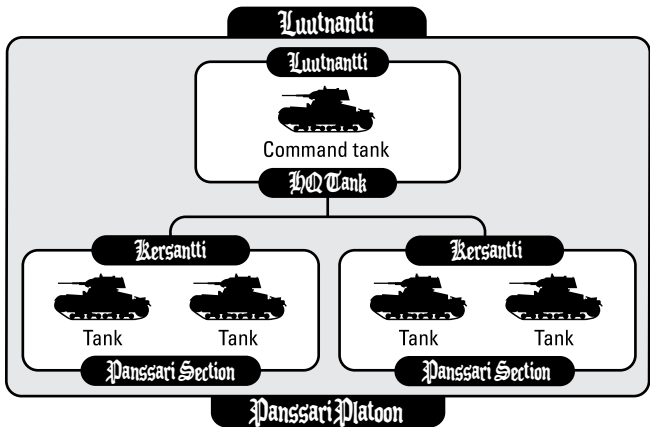 Luutnantti
Luutnantti
Command tank
HQ Tank
Kersantti
Kersantti
Tank
Tank
Tank
Tank
Panssari Section
Panssari Section
Panssari Platoon